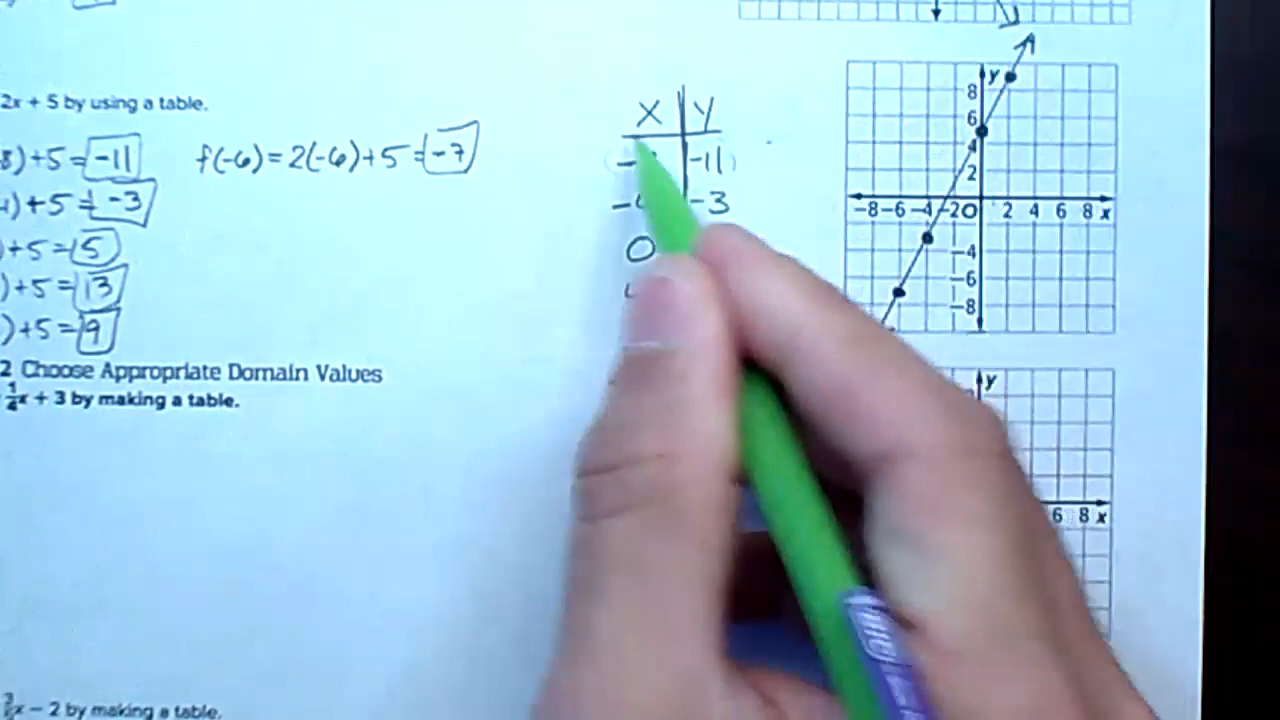 2x + 5 by using a table.
8)+5=-11 f(-6)=2(-6)+5=-7
)+5=-3
)+5=5
)+5=13
)+5=9
x y
-11
-3
0
y
8
6
4
2
-8 -6 -4 -2 O 2 4 6 8 x
-4
-6
-8
2 Choose Appropriate Domain Values
1/4x + 3 by making a table.
y
6 8 x
x - 2 by making a table.